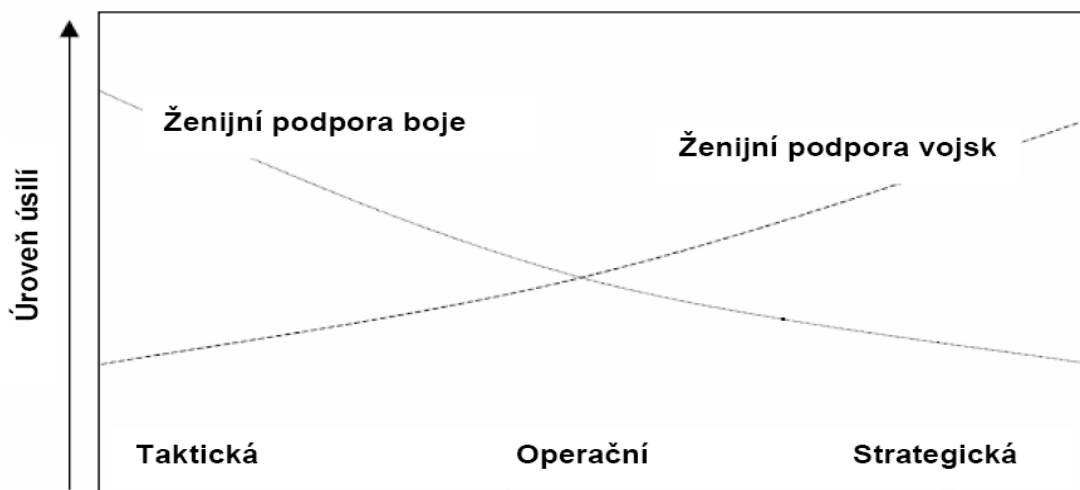 Ženijní podpora boje
Ženijní podpora vojsk
Úroveň úsilí
Taktická
Operační
Strategická